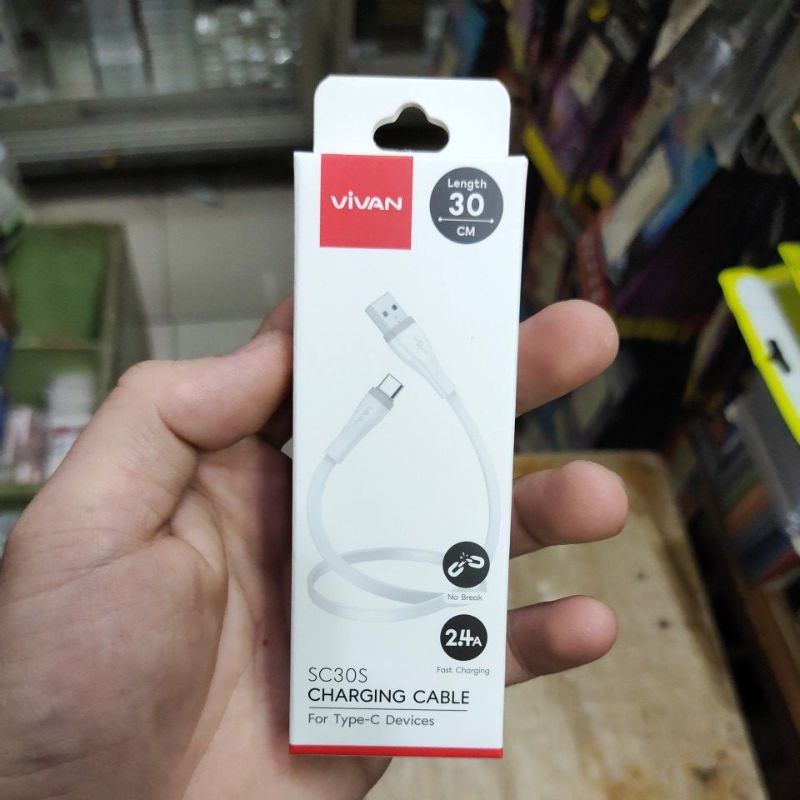 ViVAN
Length
30
CM
No Break
2.4A
Fast Charging
SC30S
CHARGING CABLE
For Type-C Devices